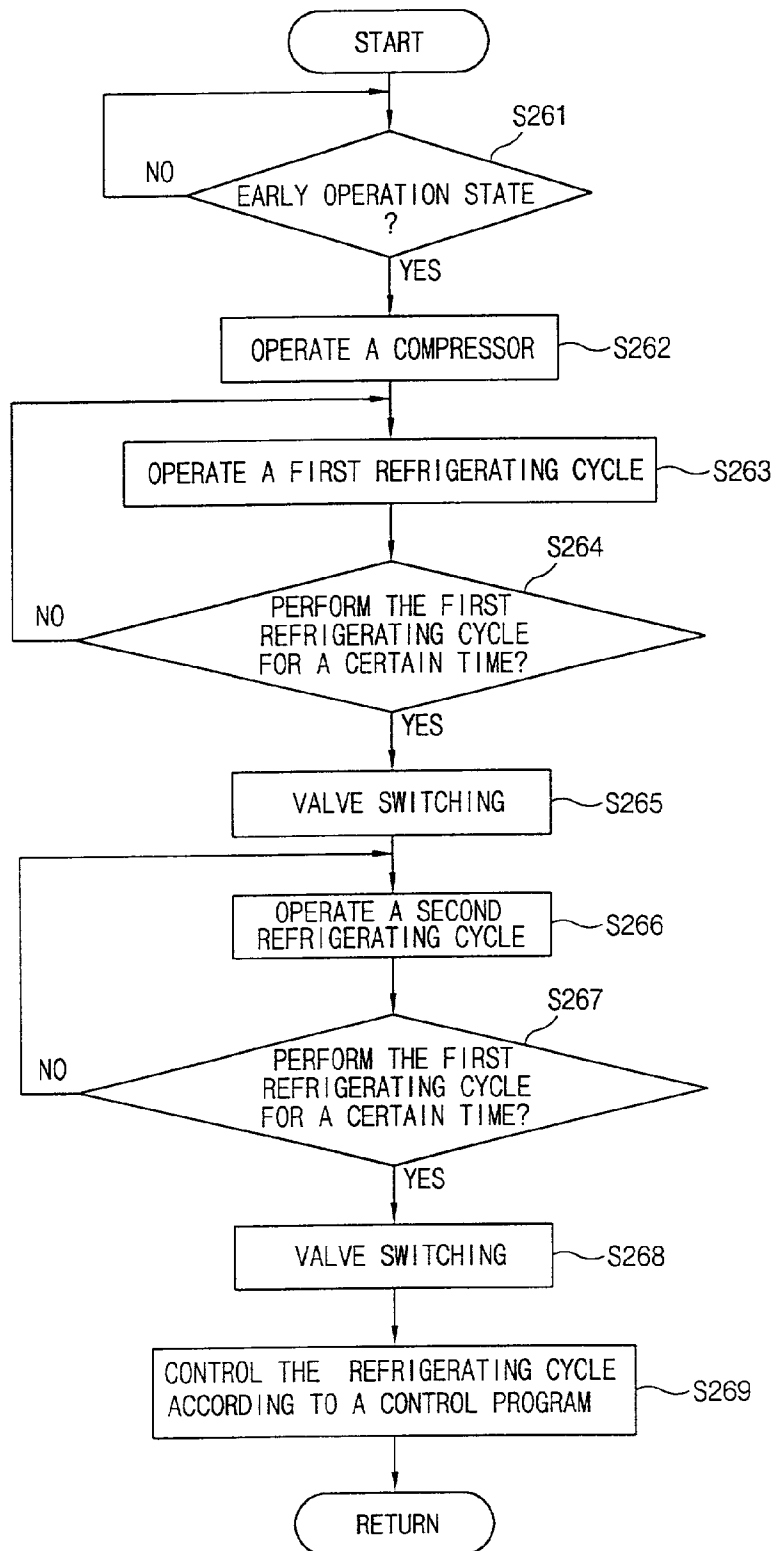 START
S261
NO
EARLY OPERATION STATE
?
YES
OPERATE A COMPRESSOR
S262
OPERATE A FIRST REFRIGERATING CYCLE
S263
S264
NO
PERFORM THE FIRST
REFRIGERATING CYCLE
FOR A CERTAIN TIME?
YES
VALVE SWITCHING
S265
OPERATE A SECOND
REFRIGERATING CYCLE
S266
S267
NO
PERFORM THE FIRST
REFRIGERATING CYCLE
FOR A CERTAIN TIME?
YES
VALVE SWITCHING
S268
CONTROL THE REFRIGERATING CYCLE
ACCORDING TO A CONTROL PROGRAM
S269
RETURN